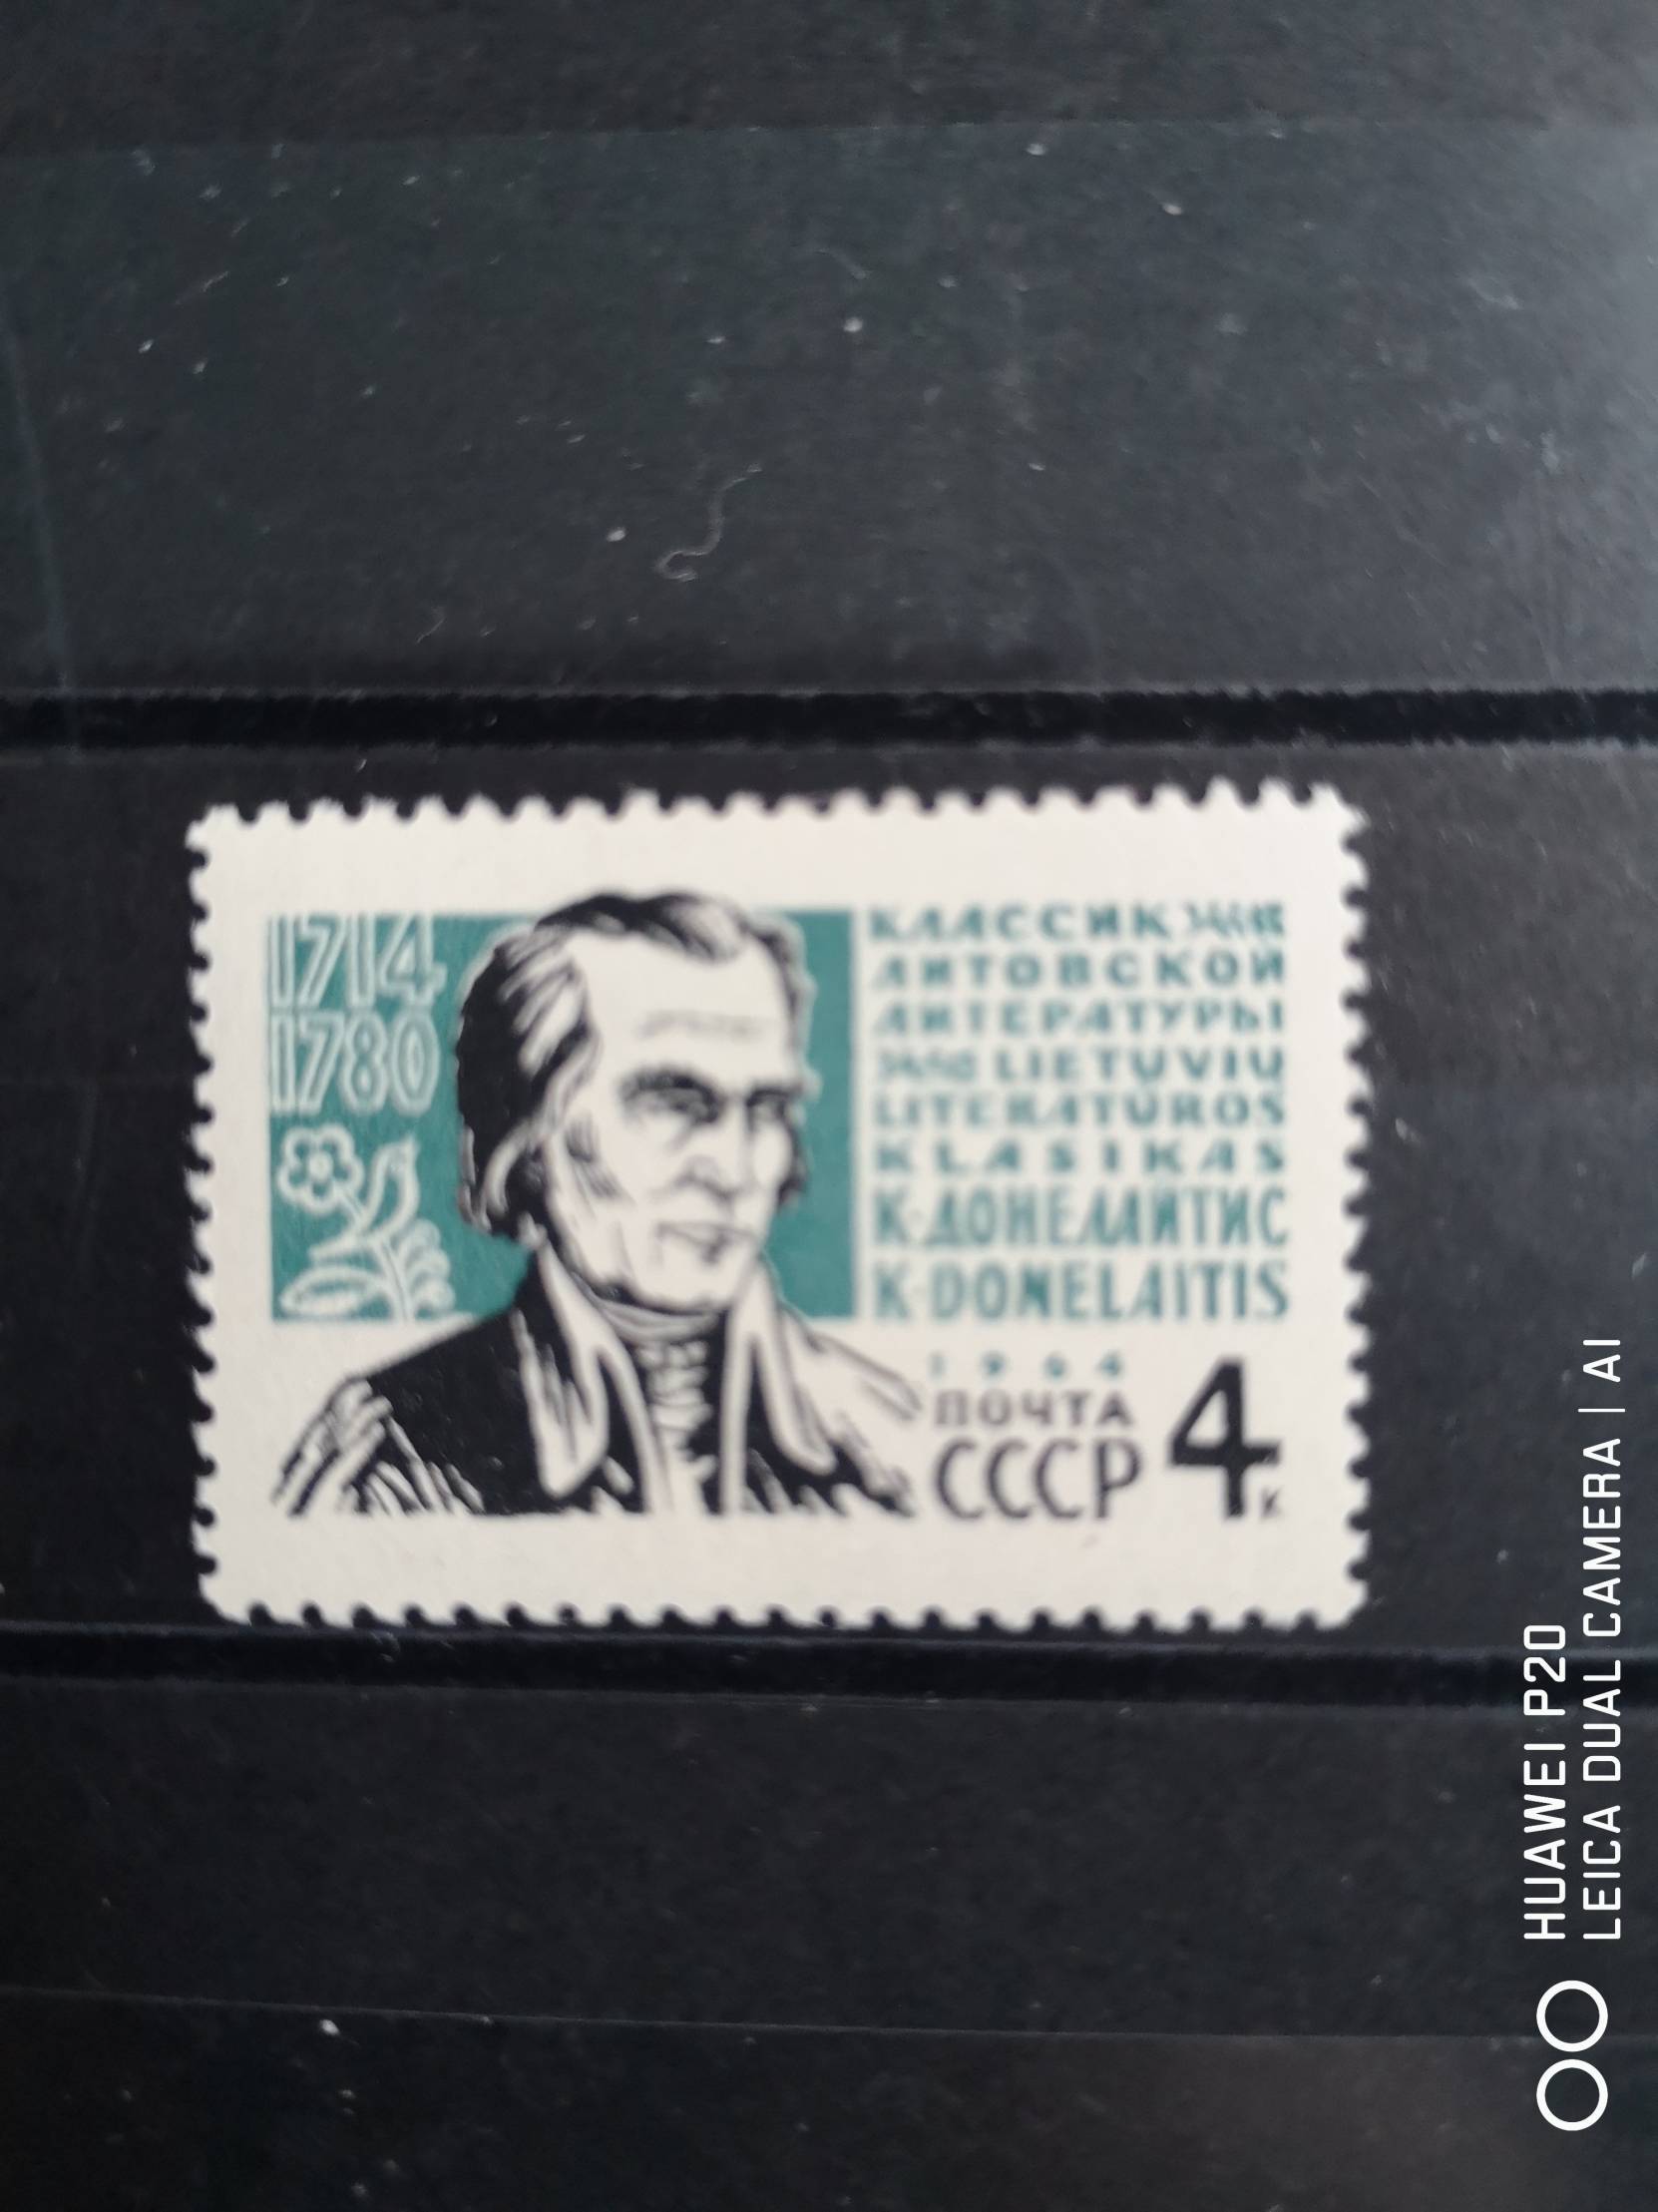 1714
1780
КЛАССИК
ЛИТОВСКОЙ
ЛИТЕРАТУРЫ
LIETUVIŲ
LITERATŪROS
KLASIKAS
К·ДОНЕЛАЙТИС
K·DONELAITIS
1964
ПОЧТА
СССР 4к
HUAWEI P20
LEICA DUAL CAMERA | AI